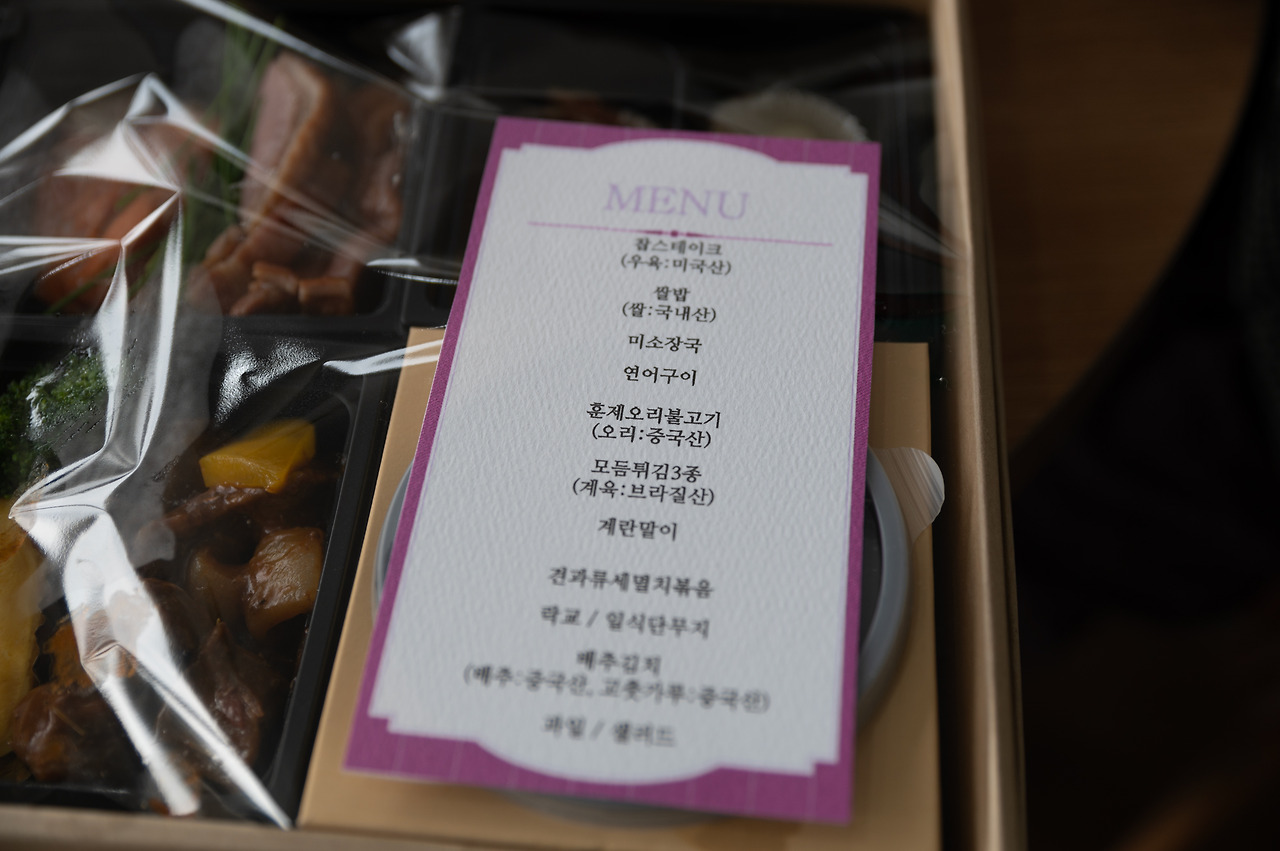 MENU
찹스테이크
(우육:미국산)
쌀밥
(쌀:국내산)
미소장국
연어구이
훈제오리불고기
(오리:중국산)
모듬튀김3종
(계육:브라질산)
계란말이
견과류세멸치볶음
락교 / 일식단무지
배추김치
(배추:중국산, 고춧가루:중국산)
과일 / 샐러드